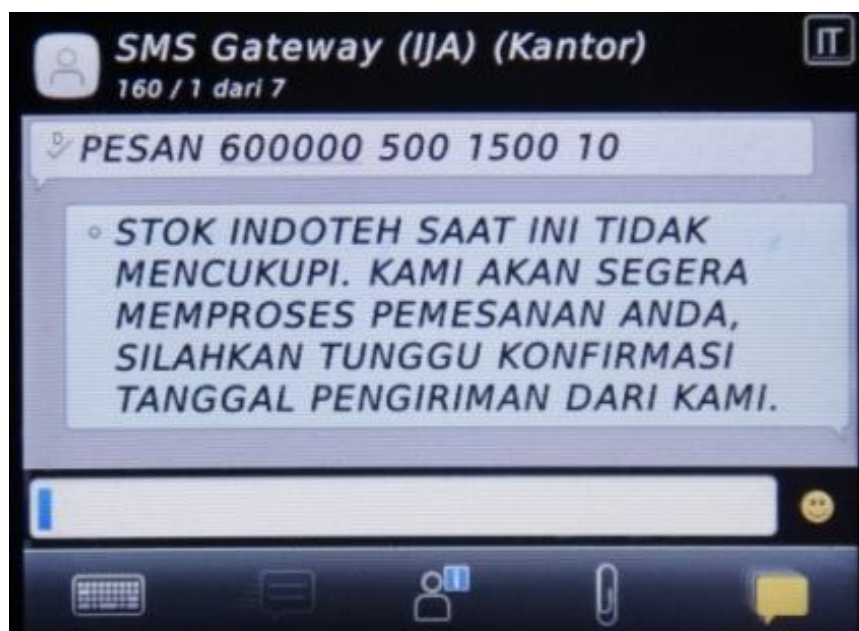 SMS Gateway (IJA) (Kantor)
160 / 1 dari 7
PESAN 600000 500 1500 10
STOK INDOTEH SAAT INI TIDAK
MENCUKUPI. KAMI AKAN SEGERA
MEMPROSES PEMESANAN ANDA,
SILAHKAN TUNGGU KONFIRMASI
TANGGAL PENGIRIMAN DARI KAMI.